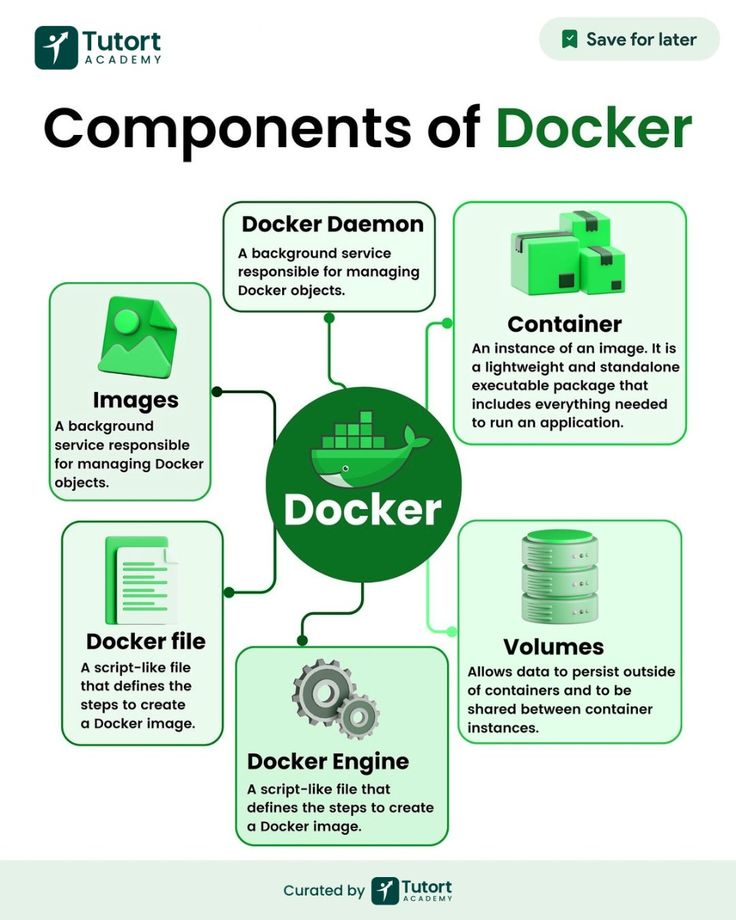 Tutort
ACADEMY
Save for later
Components of Docker
Docker Daemon
A background service
responsible for managing
Docker objects.
Container
An instance of an image. It is
a lightweight and standalone
executable package that
includes everything needed
to run an application.
Images
A background
service responsible
for managing Docker
objects.
Docker
Docker file
A script-like file
that defines the
steps to create
a Docker image.
Volumes
Allows data to persist outside
of containers and to be
shared between container
instances.
Docker Engine
A script-like file that
defines the steps to create
a Docker image.
Curated by Tutort
ACADEMY